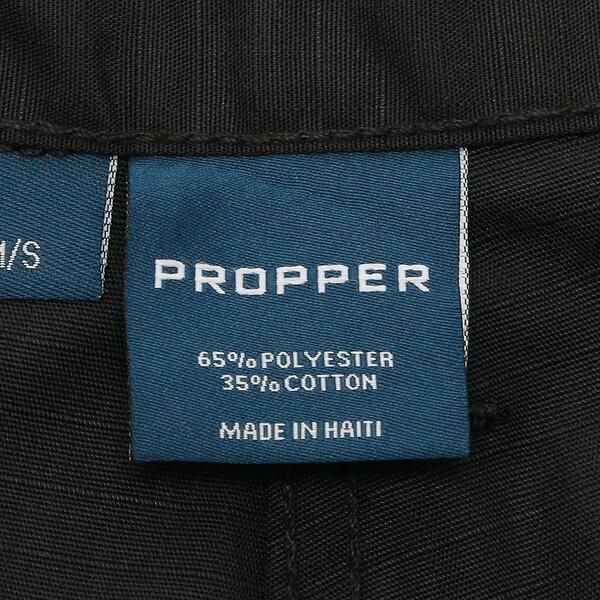 M/S
PROPPER
65% POLYESTER
35% COTTON
MADE IN HAITI